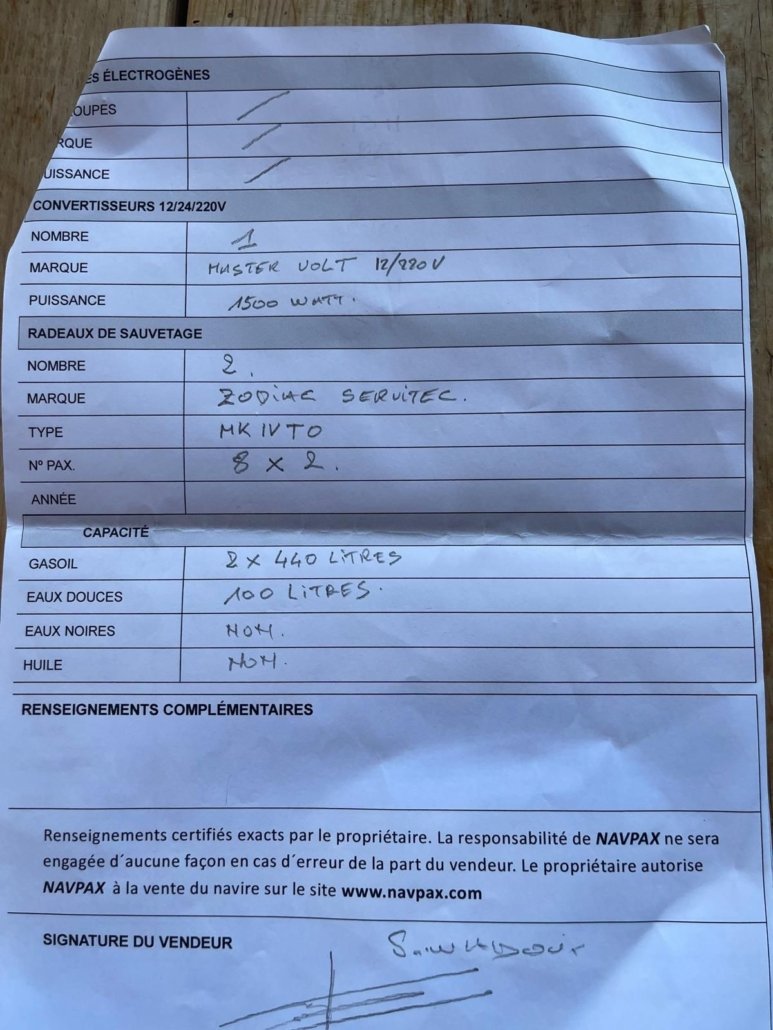 ES ÉLECTROGÈNES
OUPES /
RQUE /
UISSANCE /
CONVERTISSEURS 12/24/220V
NOMBRE 1
MARQUE MASTER VOLT 12/220V
PUISSANCE 1500 WATT.
RADEAUX DE SAUVETAGE
NOMBRE 2.
MARQUE ZODIAC SERVITEC.
TYPE MK IV TO
Nº PAX. 8 x 2.
ANNÉE
CAPACITÉ
GASOIL 2 x 440 LITRES
EAUX DOUCES 100 LITRES.
EAUX NOIRES NON.
HUILE NON.
RENSEIGNEMENTS COMPLÉMENTAIRES
Renseignements certifiés exacts par le propriétaire. La responsabilité de NAVPAX ne sera
engagée d´aucune façon en cas d´erreur de la part du vendeur. Le propriétaire autorise
NAVPAX à la vente du navire sur le site www.navpax.com
SIGNATURE DU VENDEUR